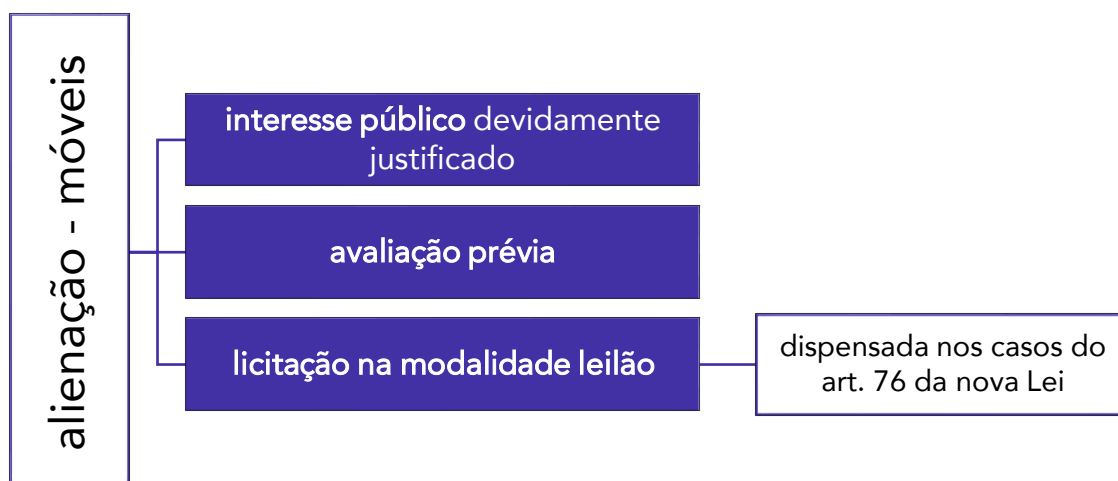 alienação - móveis
interesse público devidamente
justificado
avaliação prévia
licitação na modalidade leilão
dispensada nos casos do
art. 76 da nova Lei